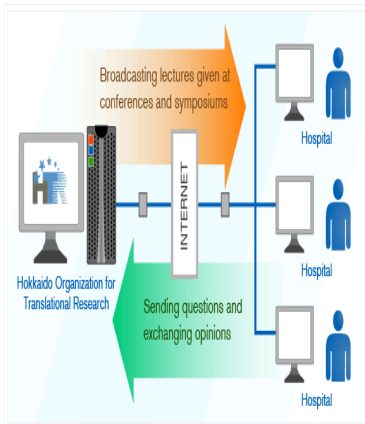 Broadcasting lectures given at
conferences and symposiums
Hospital
INTERNET
Hokkaido Organization for
Translational Research
Hospital
Sending questions and
exchanging opinions
Hospital